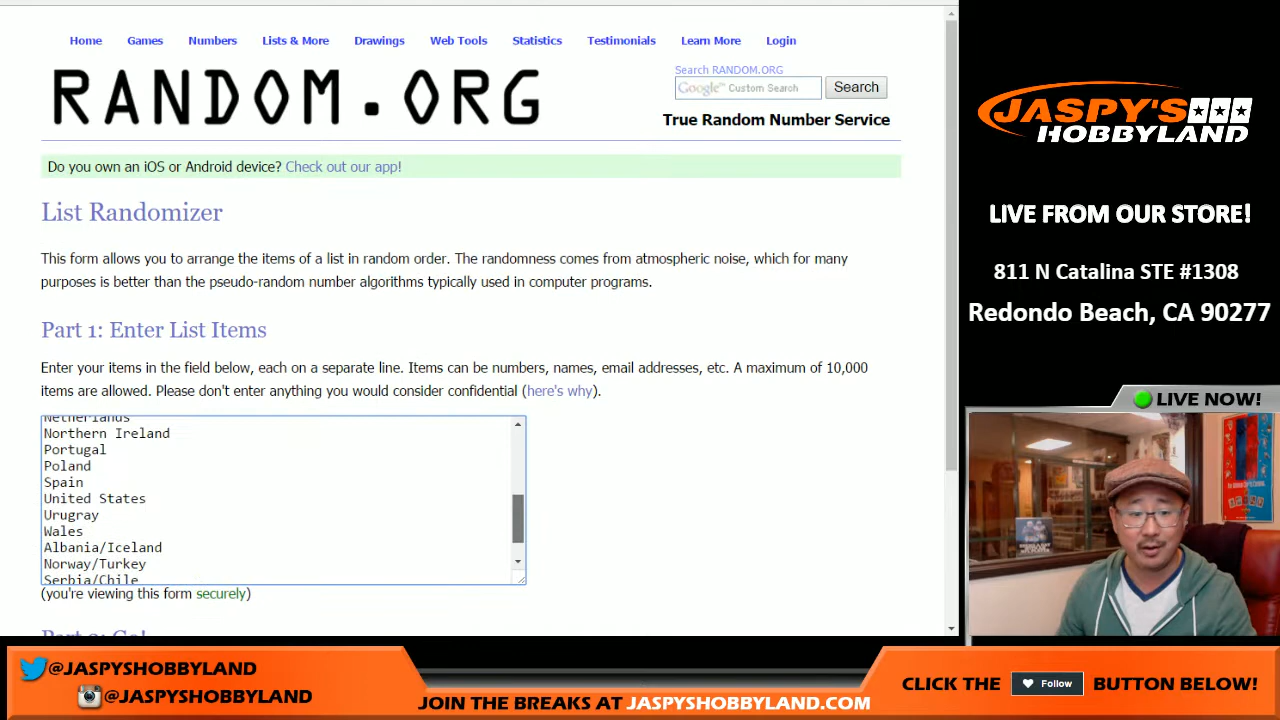 Home Games Numbers Lists & More Drawings Web Tools Statistics Testimonials Learn More Login
RANDOM.ORG
Search RANDOM.ORG
Google™ Custom Search
Search
True Random Number Service
Do you own an iOS or Android device? Check out our app!
List Randomizer
This form allows you to arrange the items of a list in random order. The randomness comes from atmospheric noise, which for many
purposes is better than the pseudo-random number algorithms typically used in computer programs.
Part 1: Enter List Items
Enter your items in the field below, each on a separate line. Items can be numbers, names, email addresses, etc. A maximum of 10,000
items are allowed. Please don't enter anything you would consider confidential (here's why).
Netherlands
Northern Ireland
Portugal
Poland
Spain
United States
Urugray
Wales
Albania/Iceland
Norway/Turkey
Serbia/Chile
(you're viewing this form securely)
Part 2: Go!
JASPY'S
HOBBYLAND
LIVE FROM OUR STORE!
811 N Catalina STE #1308
Redondo Beach, CA 90277
LIVE NOW!
@JASPYSHOBBYLAND
@JASPYSHOBBYLAND
JOIN THE BREAKS AT JASPYSHOBBYLAND.COM
CLICK THE Follow BUTTON BELOW!